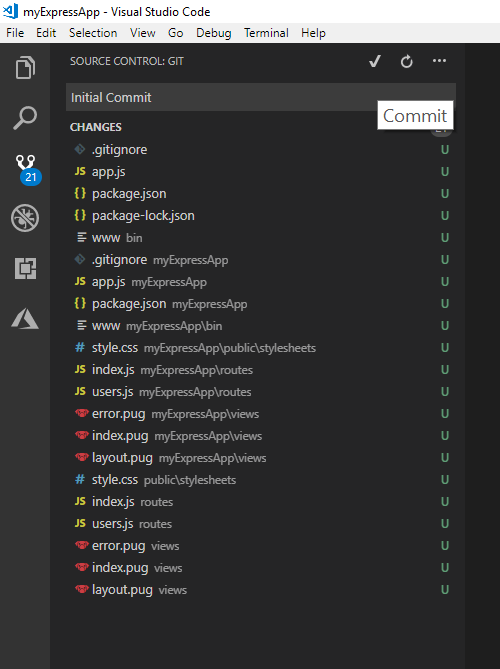 myExpressApp - Visual Studio Code
File Edit Selection View Go Debug Terminal Help
SOURCE CONTROL: GIT
Initial Commit
Commit
CHANGES
.gitignore U
JS app.js U
{ } package.json U
{ } package-lock.json U
21
www bin U
.gitignore myExpressApp U
JS app.js myExpressApp U
{ } package.json myExpressApp U
www myExpressApp\bin U
# style.css myExpressApp\public\stylesheets U
JS index.js myExpressApp\routes U
JS users.js myExpressApp\routes U
error.pug myExpressApp\views U
index.pug myExpressApp\views U
layout.pug myExpressApp\views U
# style.css public\stylesheets U
JS index.js routes U
JS users.js routes U
error.pug views U
index.pug views U
layout.pug views U